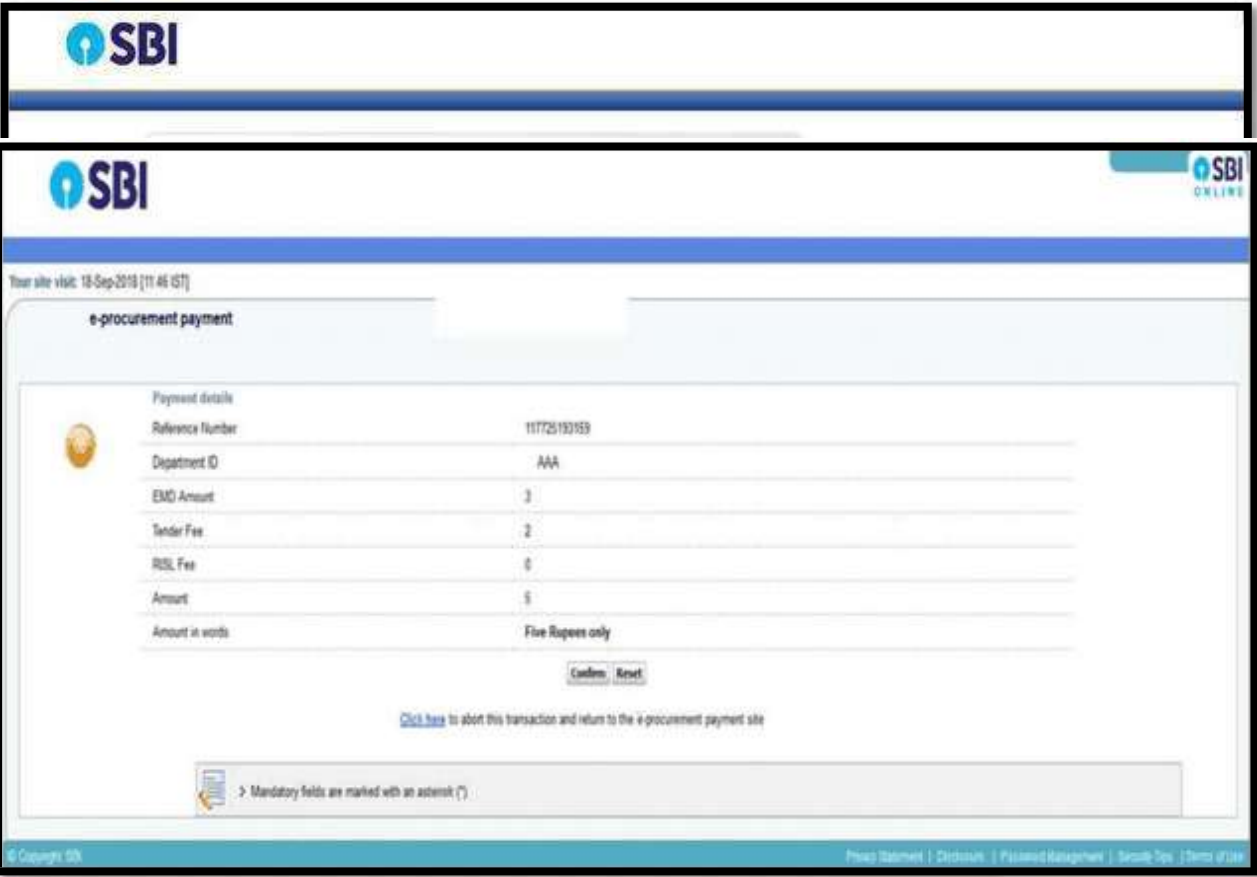 SBI
SBI
SBI
ONLINE
Your site visit: 18-Sep-2018 [11:46 IST]
e-procurement payment
Payment details
Reference Number 117725193159
Department ID AAA
EMD Amount 3
Tender Fee 2
RISL Fee 0
Amount 5
Amount in words Five Rupees only
Confirm Reset
Click here to abort this transaction and return to the e-procurement payment site
> Mandatory fields are marked with an asterisk (*)
© Copyright SBI
Privacy Statement | Disclosure | Password Management | Security Tips | Terms of Use